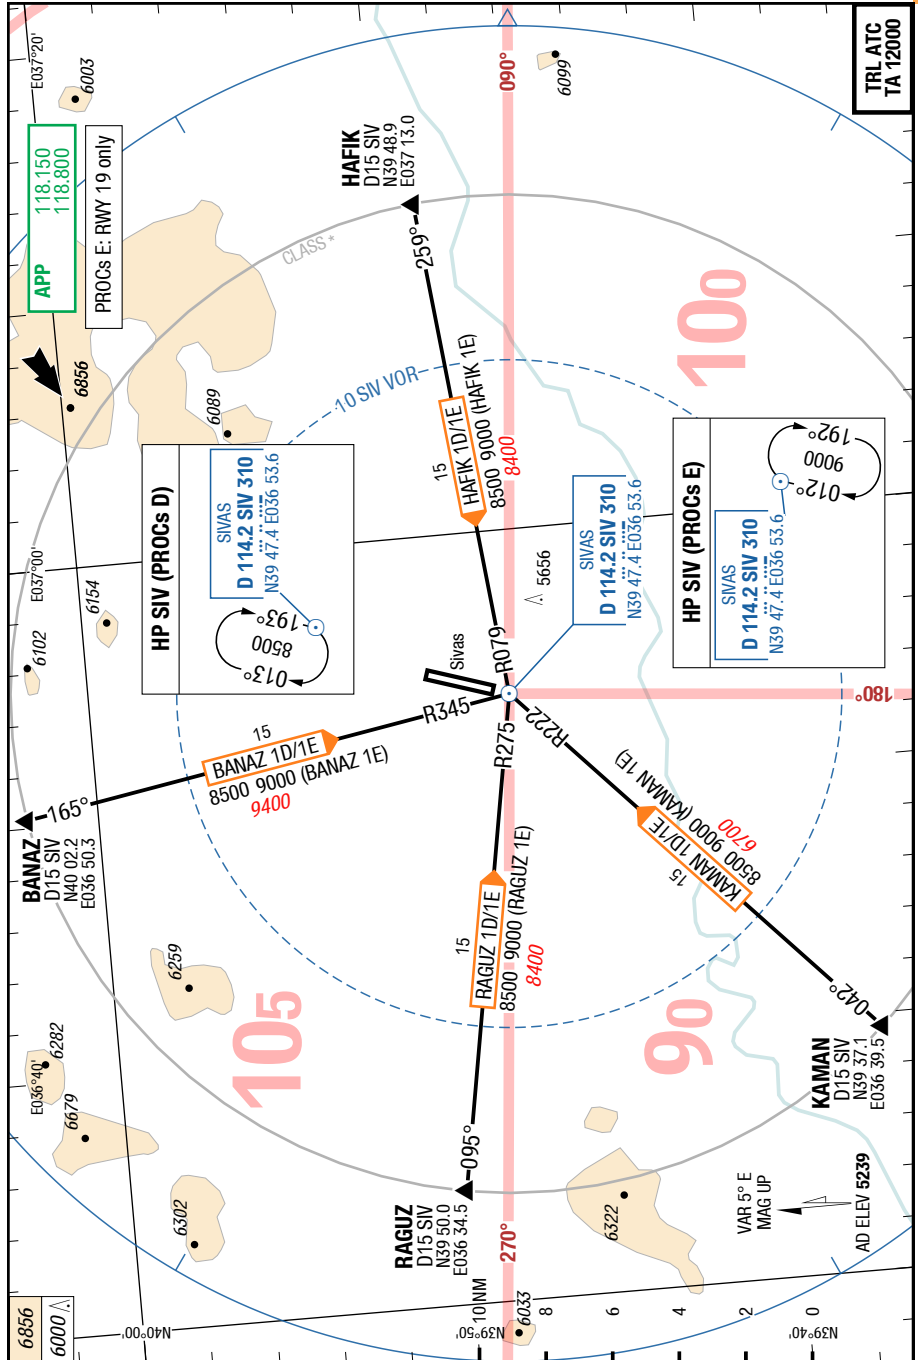 6856
6000
TRL ATC
TA 12000
APP 118.150
118.800
PROCs E: RWY 19 only
E037°20'
E037°00'
E036°40'
N40°00'
N39°50'
N39°40'
6003
6856
6089
6154
6102
6259
6282
6679
6302
6322
6033
6099
5656
CLASS *
10 SIV VOR
HAFIK
D15 SIV
N39 48.9
E037 13.0
259°
15
HAFIK 1D/1E
8500 9000 (HAFIK 1E)
8400
R079
BANAZ
D15 SIV
N40 02.2
E036 50.3
165°
15
BANAZ 1D/1E
8500 9000 (BANAZ 1E)
9400
R345
RAGUZ
D15 SIV
N39 50.0
E036 34.5
095°
15
RAGUZ 1D/1E
8500 9000 (RAGUZ 1E)
8400
R275
KAMAN
D15 SIV
N39 37.1
E036 39.5
042°
15
KAMAN 1D/1E
8500 9000 (KAMAN 1E)
6700
R222
Sivas
SIVAS
D 114.2 SIV 310
N39 47.4 E036 53.6
HP SIV (PROCs D)
SIVAS
D 114.2 SIV 310
N39 47.4 E036 53.6
013°
8500
193°
HP SIV (PROCs E)
SIVAS
D 114.2 SIV 310
N39 47.4 E036 53.6
012°
9000
192°
090°
180°
270°
105
100
90
VAR 5° E
MAG UP
AD ELEV 5239
10 NM
8
6
4
2
0